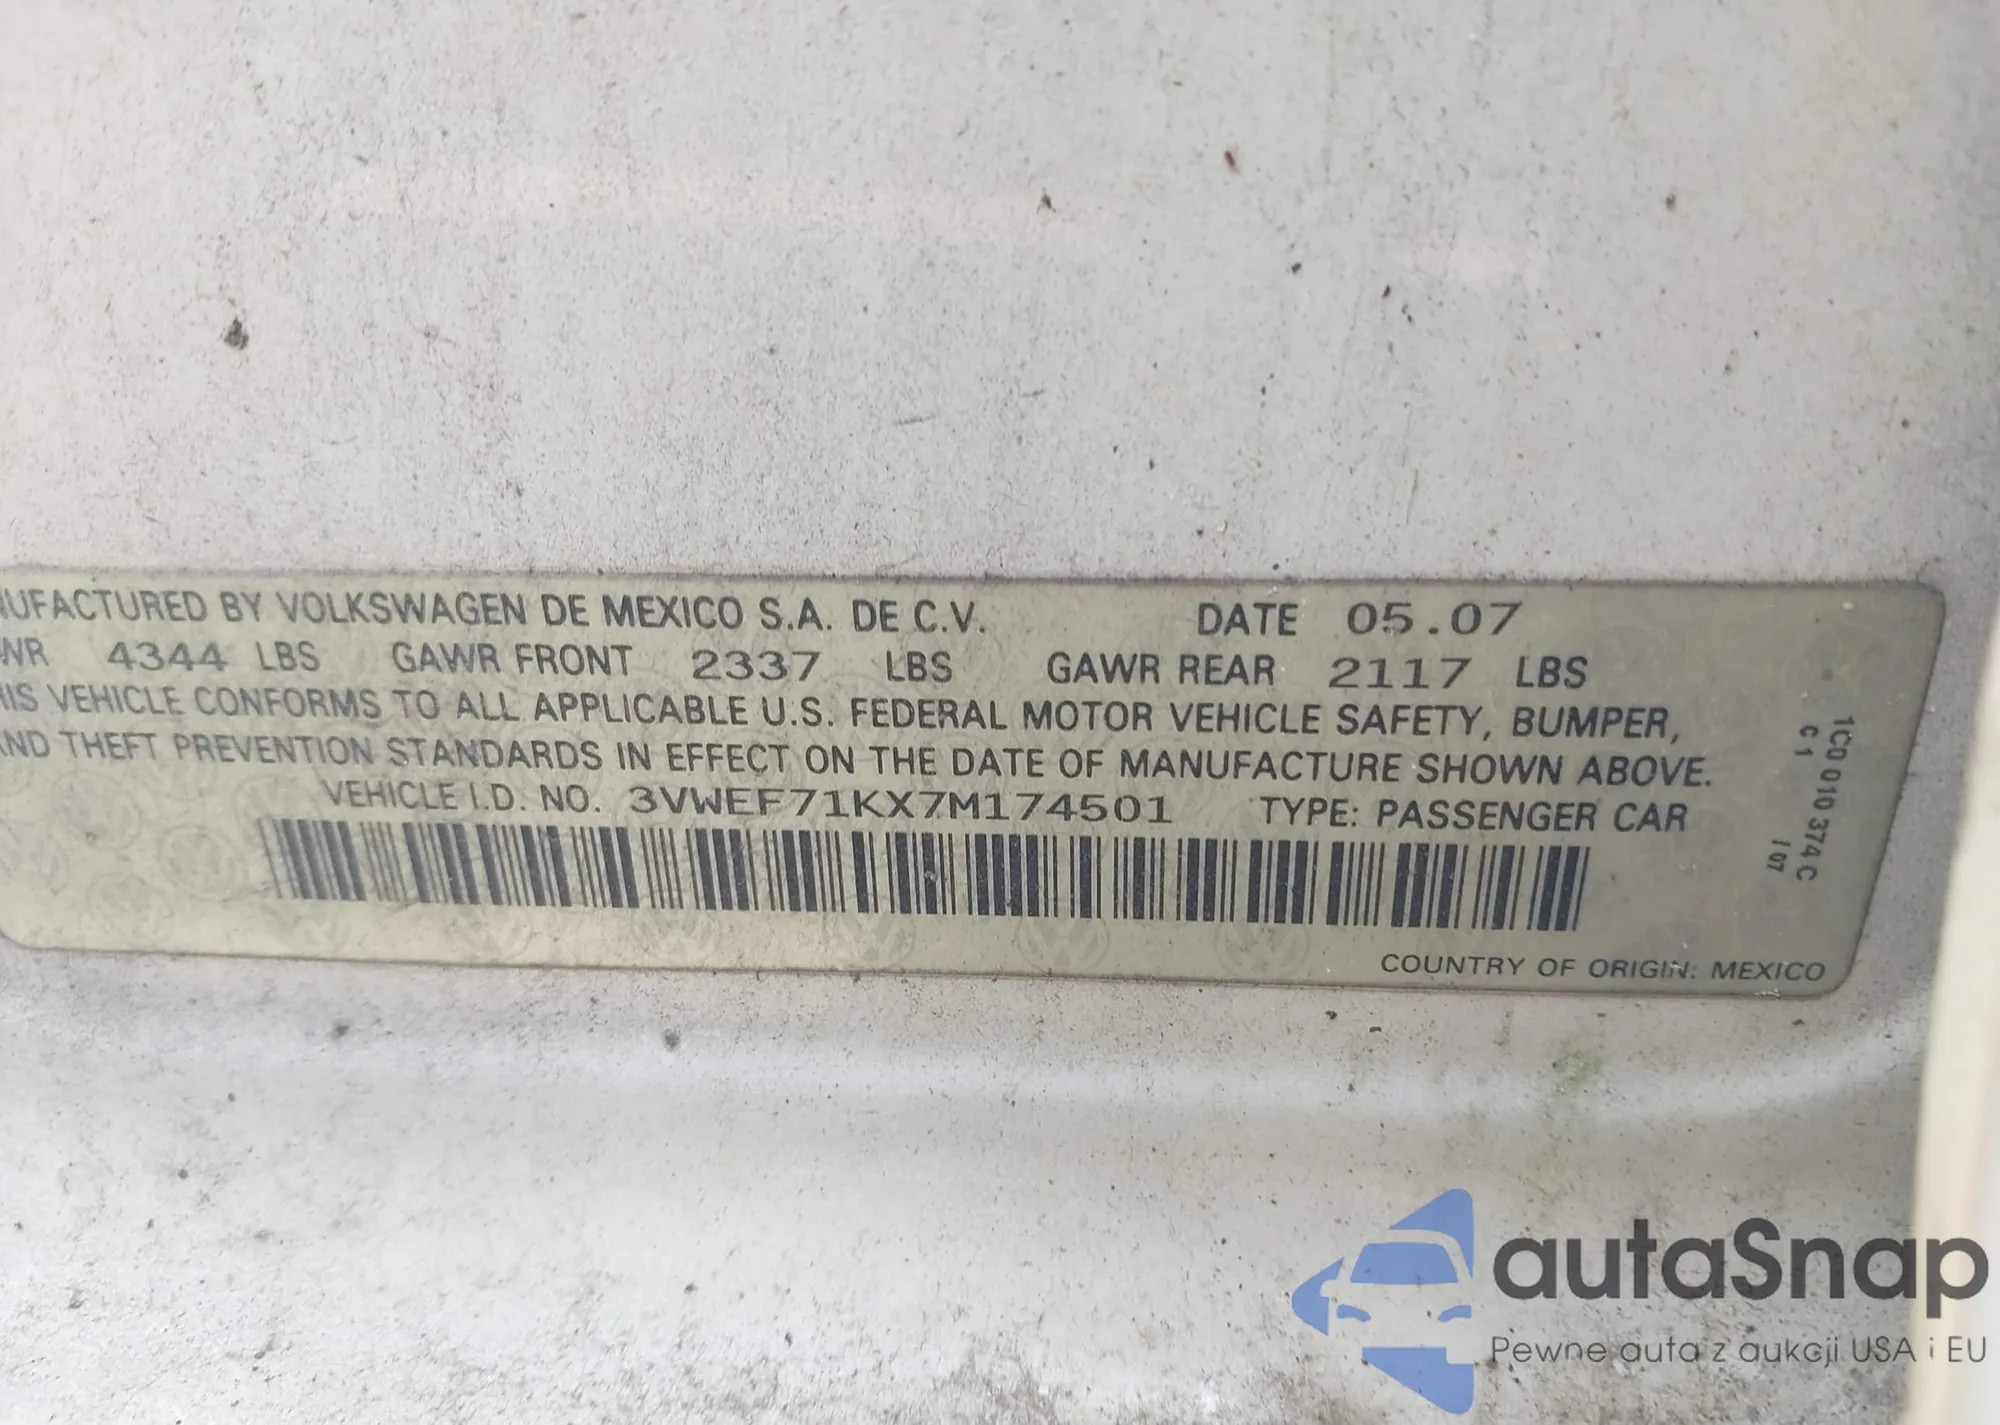 NUFACTURED BY VOLKSWAGEN DE MEXICO S.A. DE C.V. DATE 05.07
WR 4344 LBS GAWR FRONT 2337 LBS GAWR REAR 2117 LBS
HIS VEHICLE CONFORMS TO ALL APPLICABLE U.S. FEDERAL MOTOR VEHICLE SAFETY, BUMPER,
ND THEFT PREVENTION STANDARDS IN EFFECT ON THE DATE OF MANUFACTURE SHOWN ABOVE.
VEHICLE I.D. NO. 3VWEF71KX7M174501 TYPE: PASSENGER CAR
1C0 010 374 C
G 1 I 07
COUNTRY OF ORIGIN: MEXICO
autaSnap
Pewne auta z aukcji USA i EU